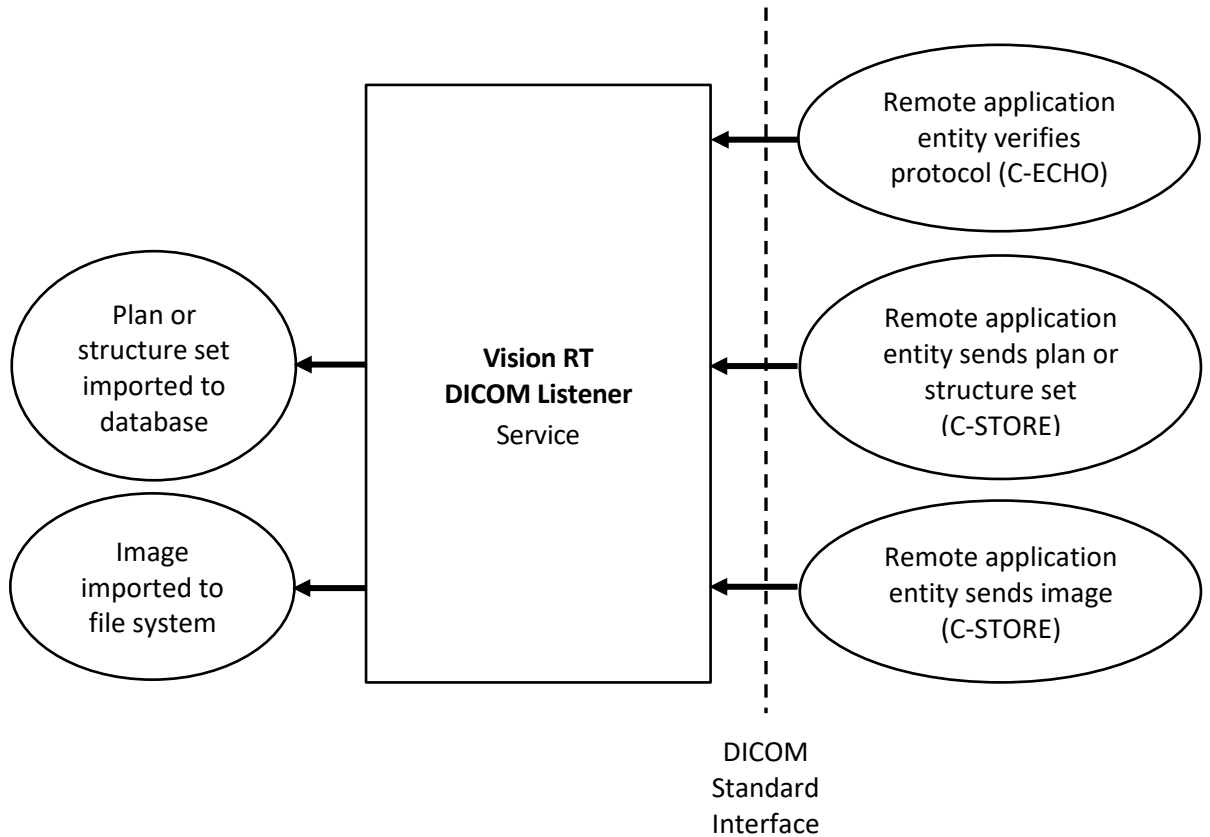 Remote application
entity verifies
protocol (C-ECHO)
Plan or
structure set
imported to
database
Vision RT
DICOM Listener
Service
Remote application
entity sends plan or
structure set
(C-STORE)
Image
imported to
file system
Remote application
entity sends image
(C-STORE)
DICOM
Standard
Interface